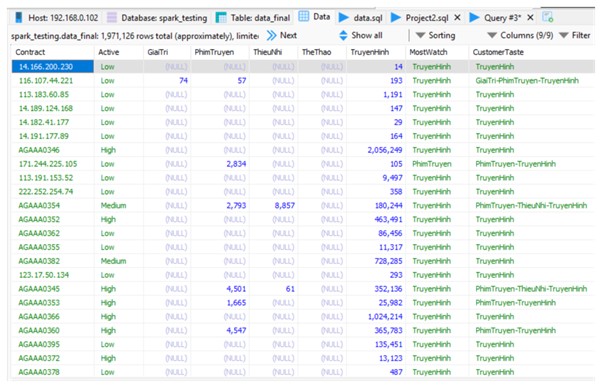 Host: 192.168.0.102 Database: spark_testing Table: data_final Data data.sql Project2.sql Query #3*
spark_testing.data_final: 1,971,126 rows total (approximately), limite Next Show all Sorting Columns (9/9) Filter
Contract Active GiaiTri PhimTruyen ThieuNhi TheThao TruyenHinh MostWatch CustomerTaste
14.166.200.230 Low (NULL) (NULL) (NULL) (NULL) 14 TruyenHinh TruyenHinh
116.107.44.221 Low 74 57 (NULL) (NULL) 193 TruyenHinh GiaiTri-PhimTruyen-TruyenHinh
113.183.60.85 Low (NULL) (NULL) (NULL) (NULL) 1,191 TruyenHinh TruyenHinh
14.189.124.168 Low (NULL) (NULL) (NULL) (NULL) 147 TruyenHinh TruyenHinh
14.182.41.177 Low (NULL) (NULL) (NULL) (NULL) 29 TruyenHinh TruyenHinh
14.191.177.89 Low (NULL) (NULL) (NULL) (NULL) 164 TruyenHinh TruyenHinh
AGAAA0346 High (NULL) (NULL) (NULL) (NULL) 2,056,249 TruyenHinh TruyenHinh
171.244.225.105 Low (NULL) 2,834 (NULL) (NULL) 105 PhimTruyen PhimTruyen-TruyenHinh
113.191.153.52 Low (NULL) (NULL) (NULL) (NULL) 9,497 TruyenHinh TruyenHinh
222.252.254.74 Low (NULL) (NULL) (NULL) (NULL) 358 TruyenHinh TruyenHinh
AGAAA0354 Medium (NULL) 2,793 8,857 (NULL) 180,244 TruyenHinh PhimTruyen-ThieuNhi-TruyenHinh
AGAAA0352 High (NULL) (NULL) (NULL) (NULL) 463,491 TruyenHinh TruyenHinh
AGAAA0362 Low (NULL) (NULL) (NULL) (NULL) 86,456 TruyenHinh TruyenHinh
AGAAA0355 Low (NULL) (NULL) (NULL) (NULL) 11,317 TruyenHinh TruyenHinh
AGAAA0382 Medium (NULL) (NULL) (NULL) (NULL) 728,285 TruyenHinh TruyenHinh
123.17.50.134 Low (NULL) (NULL) (NULL) (NULL) 293 TruyenHinh TruyenHinh
AGAAA0345 High (NULL) 4,501 61 (NULL) 352,136 TruyenHinh PhimTruyen-ThieuNhi-TruyenHinh
AGAAA0353 High (NULL) 1,665 (NULL) (NULL) 25,982 TruyenHinh PhimTruyen-TruyenHinh
AGAAA0366 High (NULL) (NULL) (NULL) (NULL) 1,024,214 TruyenHinh TruyenHinh
AGAAA0360 High (NULL) 4,547 (NULL) (NULL) 365,783 TruyenHinh PhimTruyen-TruyenHinh
AGAAA0395 Low (NULL) (NULL) (NULL) (NULL) 135,451 TruyenHinh TruyenHinh
AGAAA0372 High (NULL) (NULL) (NULL) (NULL) 13,123 TruyenHinh TruyenHinh
AGAAA0378 Low (NULL) (NULL) (NULL) (NULL) 487 TruyenHinh TruyenHinh